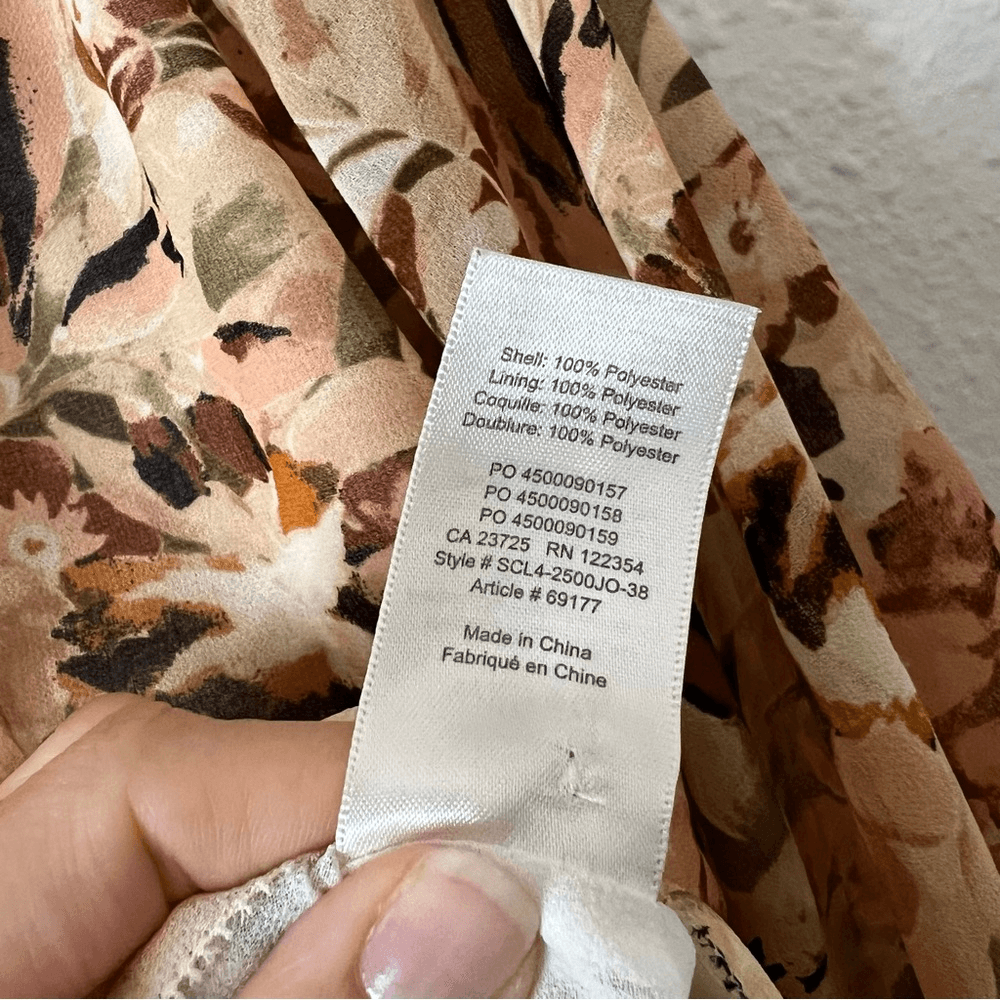 Shell: 100% Polyester
Lining: 100% Polyester
Coquille: 100% Polyester
Doublure: 100% Polyester
PO 4500090157
PO 4500090158
PO 4500090159
CA 23725 RN 122354
Style # SCL4-2500JO-38
Article # 69177
Made in China
Fabriqué en Chine